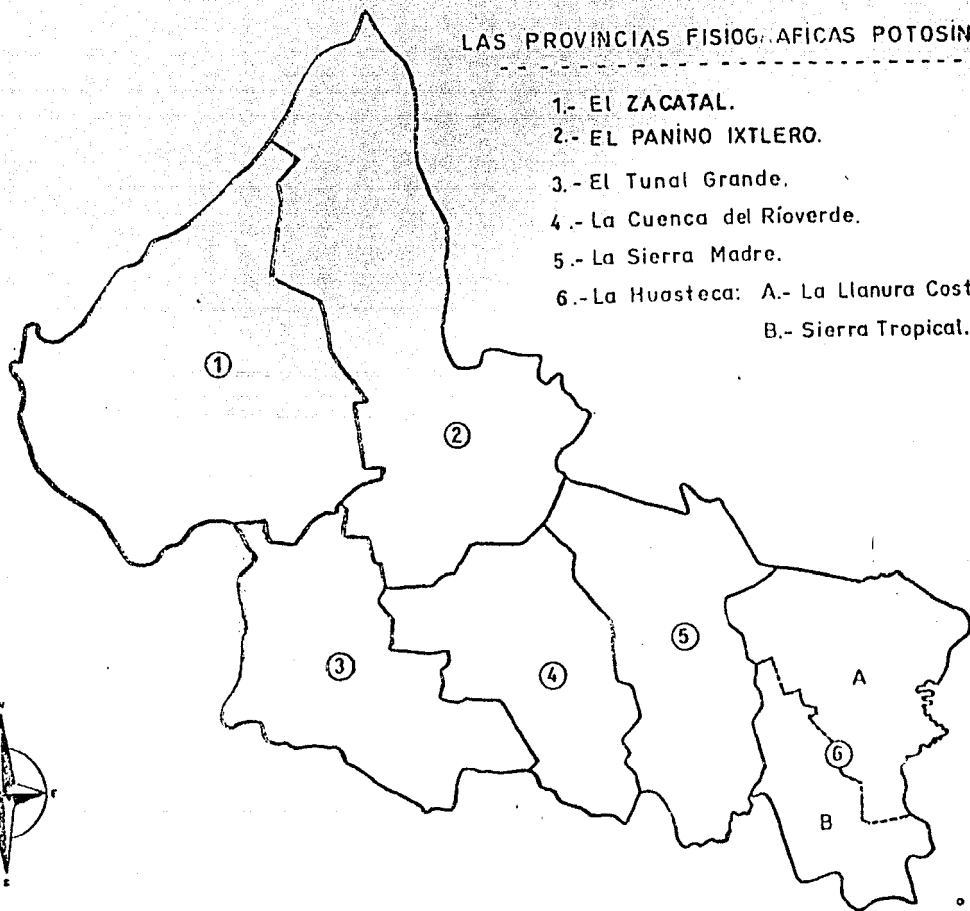 LAS PROVINCIAS FISIOG.AFICAS POTOSIN
1.- El ZACATAL.
2.- EL PANINO IXTLERO.
3.- El Tunal Grande.
4.- La Cuenca del Ríoverde.
5.- La Sierra Madre.
6.- La Huasteca: A.- La Llanura Cost
B.- Sierra Tropical.
1
2
5
A
3
4
6
B